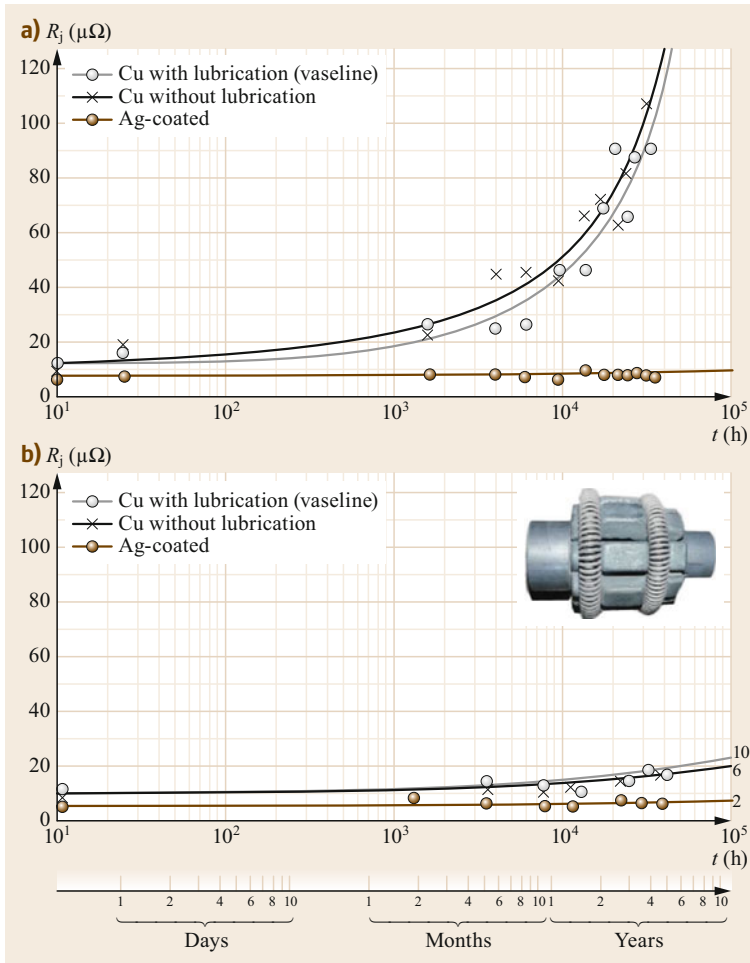 a) Rj (μΩ)
120
100
80
60
40
20
0
Cu with lubrication (vaseline)
Cu without lubrication
Ag-coated
10¹ 10² 10³ 10⁴ 10⁵
t (h)
b) Rj (μΩ)
120
100
80
60
40
20
0
Cu with lubrication (vaseline)
Cu without lubrication
Ag-coated
10
6
2
10¹ 10² 10³ 10⁴ 10⁵
t (h)
1 2 4 6 8 10 1 2 4 6 8 10 1 2 4 6 8 10
Days Months Years